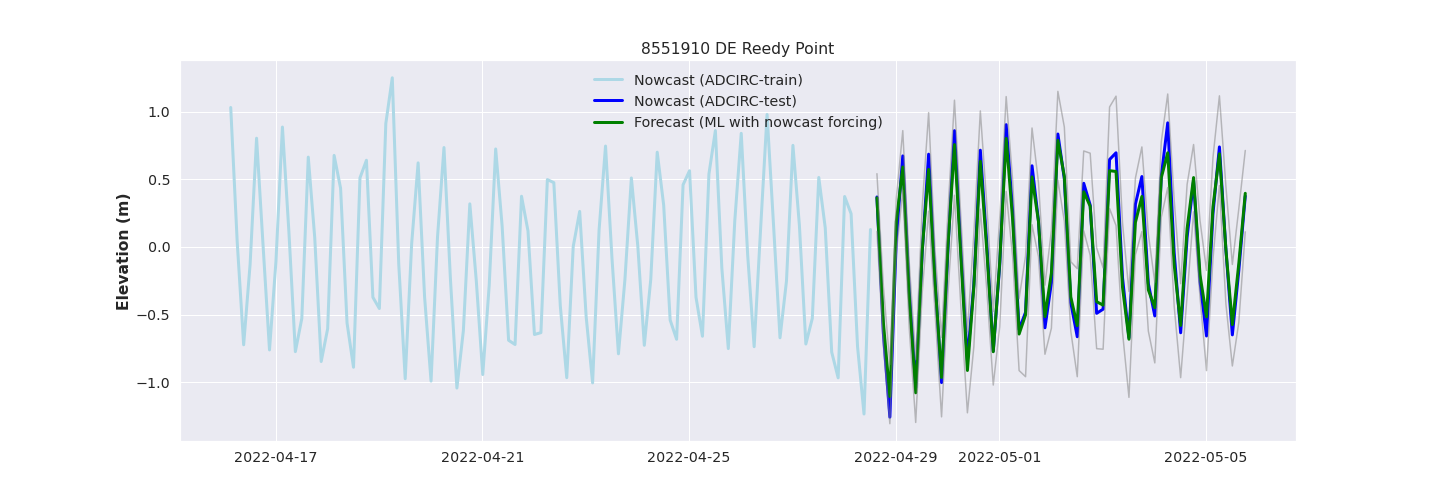 8551910 DE Reedy Point
Nowcast (ADCIRC-train)
Nowcast (ADCIRC-test)
Forecast (ML with nowcast forcing)
Elevation (m)
1.0
0.5
0.0
−0.5
−1.0
2022-04-17
2022-04-21
2022-04-25
2022-04-29
2022-05-01
2022-05-05